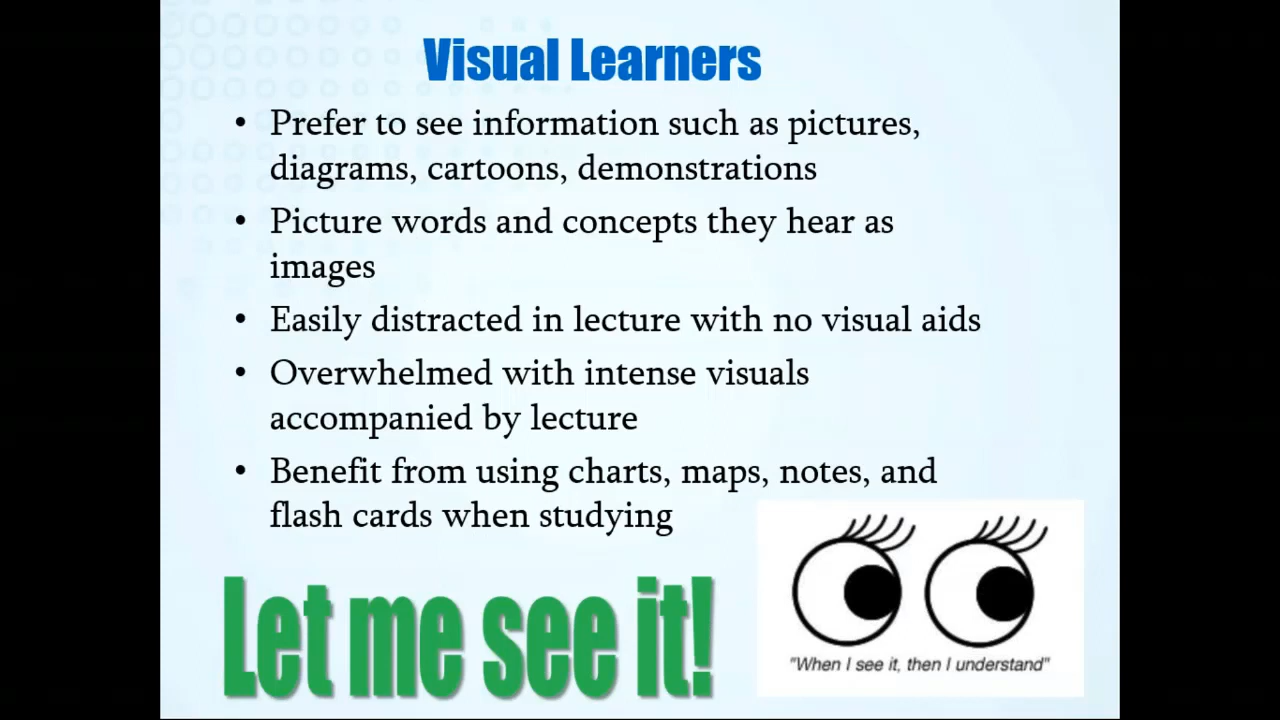 Visual Learners
• Prefer to see information such as pictures,
diagrams, cartoons, demonstrations
• Picture words and concepts they hear as
images
• Easily distracted in lecture with no visual aids
• Overwhelmed with intense visuals
accompanied by lecture
• Benefit from using charts, maps, notes, and
flash cards when studying
Let me see it!
"When I see it, then I understand"